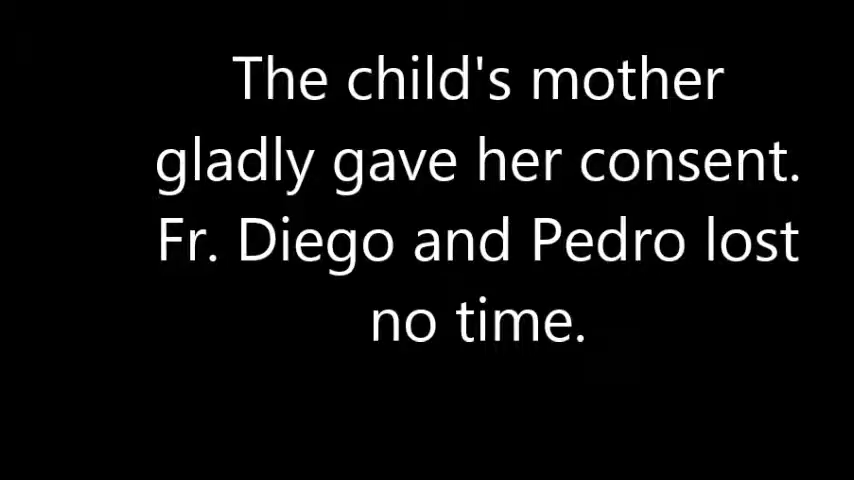 The child's mother
gladly gave her consent.
Fr. Diego and Pedro lost
no time.